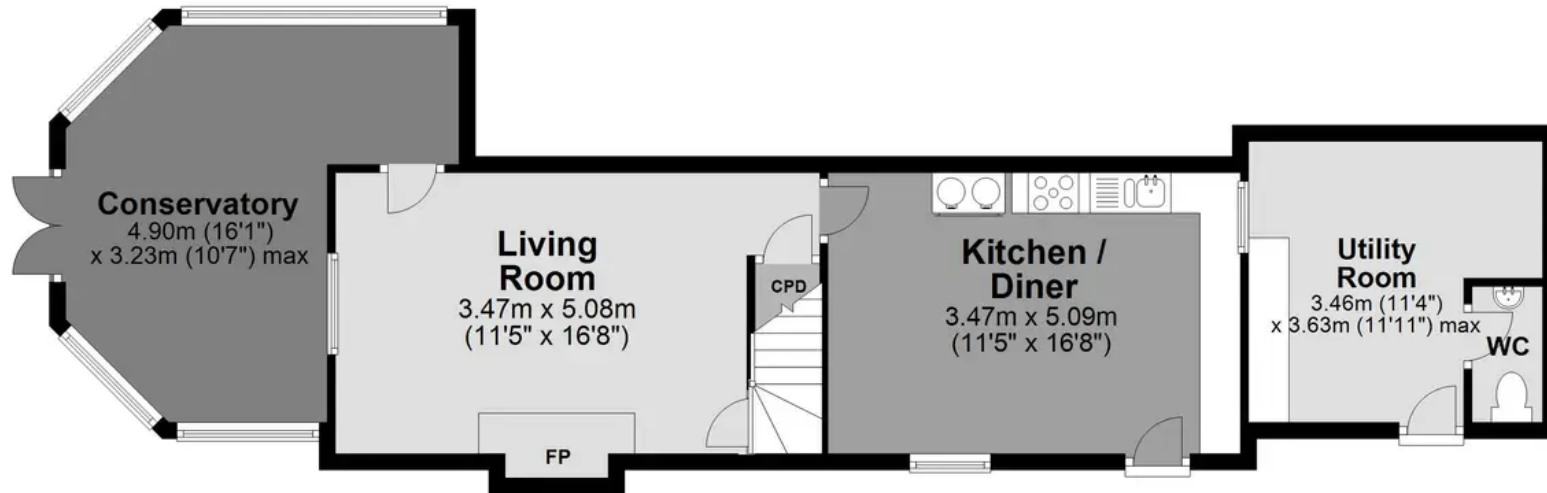 Conservatory
4.90m (16'1")
x 3.23m (10'7") max
Living
Room
3.47m x 5.08m
(11'5" x 16'8")
CPD
FP
Kitchen /
Diner
3.47m x 5.09m
(11'5" x 16'8")
Utility
Room
3.46m (11'4")
x 3.63m (11'11") max
WC